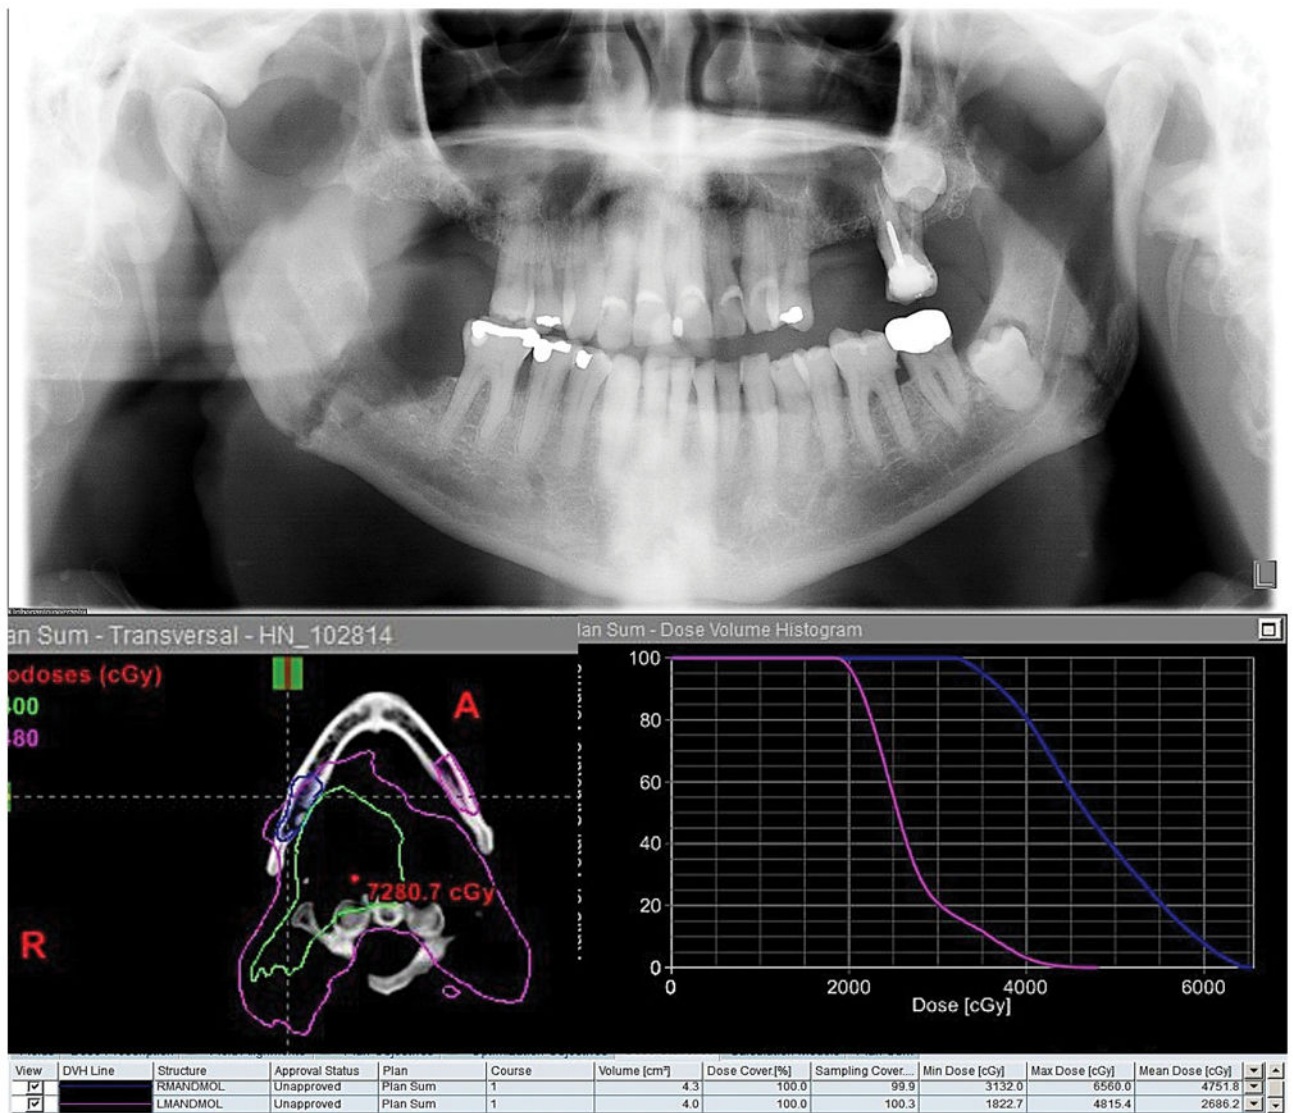 L
an Sum - Transversal - HN_102814
lan Sum - Dose Volume Histogram
odoses (cGy)
400
480
A
7280.7 cGy
R
100
80
60
40
20
0
0 2000 4000 6000
Dose [cGy]
View DVH Line Structure Approval Status Plan Course Volume [cm³] Dose Cover.[%] Sampling Cover.... Min Dose [cGy] Max Dose [cGy] Mean Dose [cGy]
RMANDMOL Unapproved Plan Sum 1 4.3 100.0 99.9 3132.0 6560.0 4751.8
LMANDMOL Unapproved Plan Sum 1 4.0 100.0 100.3 1822.7 4815.4 2686.2